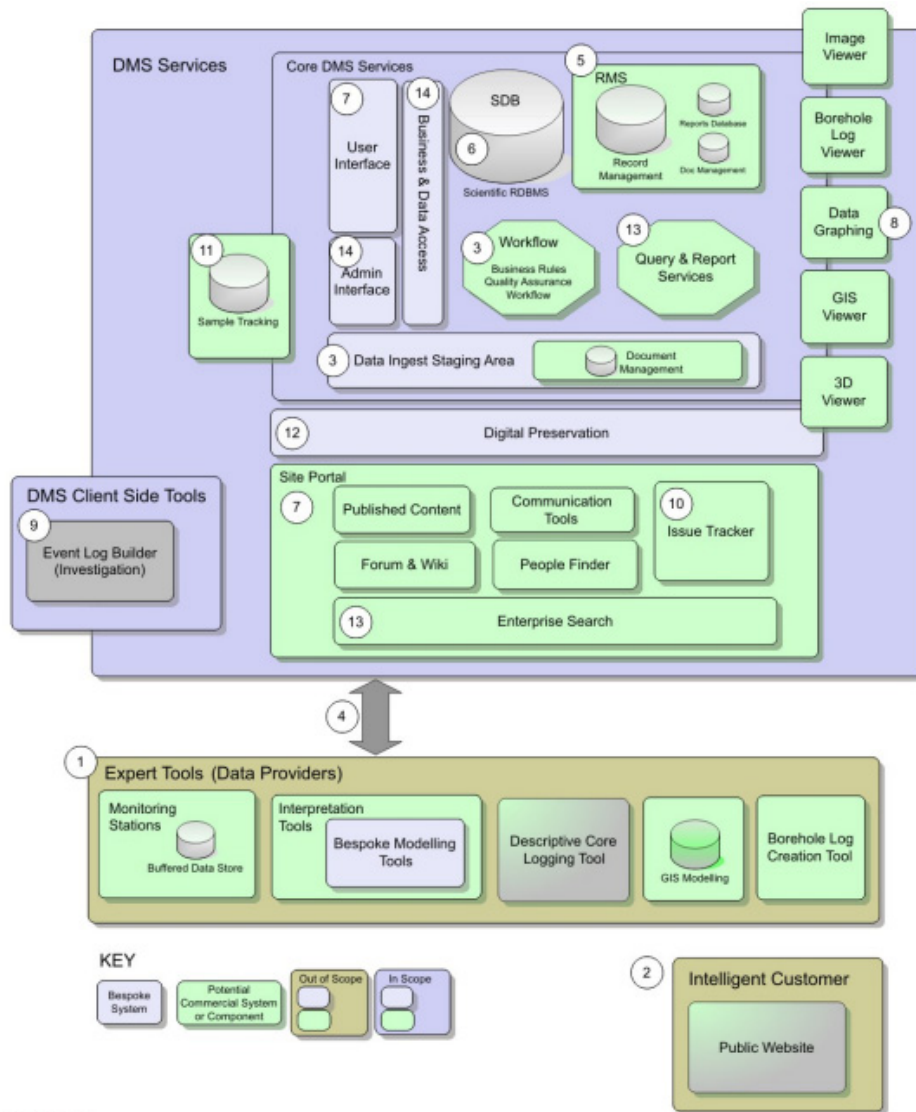 DMS Services
Core DMS Services
7
User
Interface
14
Business & Data Access
SDB
6
Scientific RDBMS
5
RMS
Record
Management
Reports Database
Doc Management
Image
Viewer
Borehole
Log
Viewer
Data
Graphing
8
GIS
Viewer
3D
Viewer
11
Sample Tracking
14
Admin
Interface
3
Workflow
Business Rules
Quality Assurance
Workflow
13
Query & Report
Services
3
Data Ingest Staging Area
Document
Management
12
Digital Preservation
DMS Client Side Tools
9
Event Log Builder
(Investigation)
Site Portal
7
Published Content
Communication
Tools
10
Issue Tracker
Forum & Wiki
People Finder
13
Enterprise Search
4
1
Expert Tools (Data Providers)
Monitoring
Stations
Buffered Data Store
Interpretation
Tools
Bespoke Modelling
Tools
Descriptive Core
Logging Tool
GIS Modelling
Borehole Log
Creation Tool
KEY
Bespoke
System
Potential
Commercial System
or Component
Out of Scope
In Scope
2
Intelligent Customer
Public Website